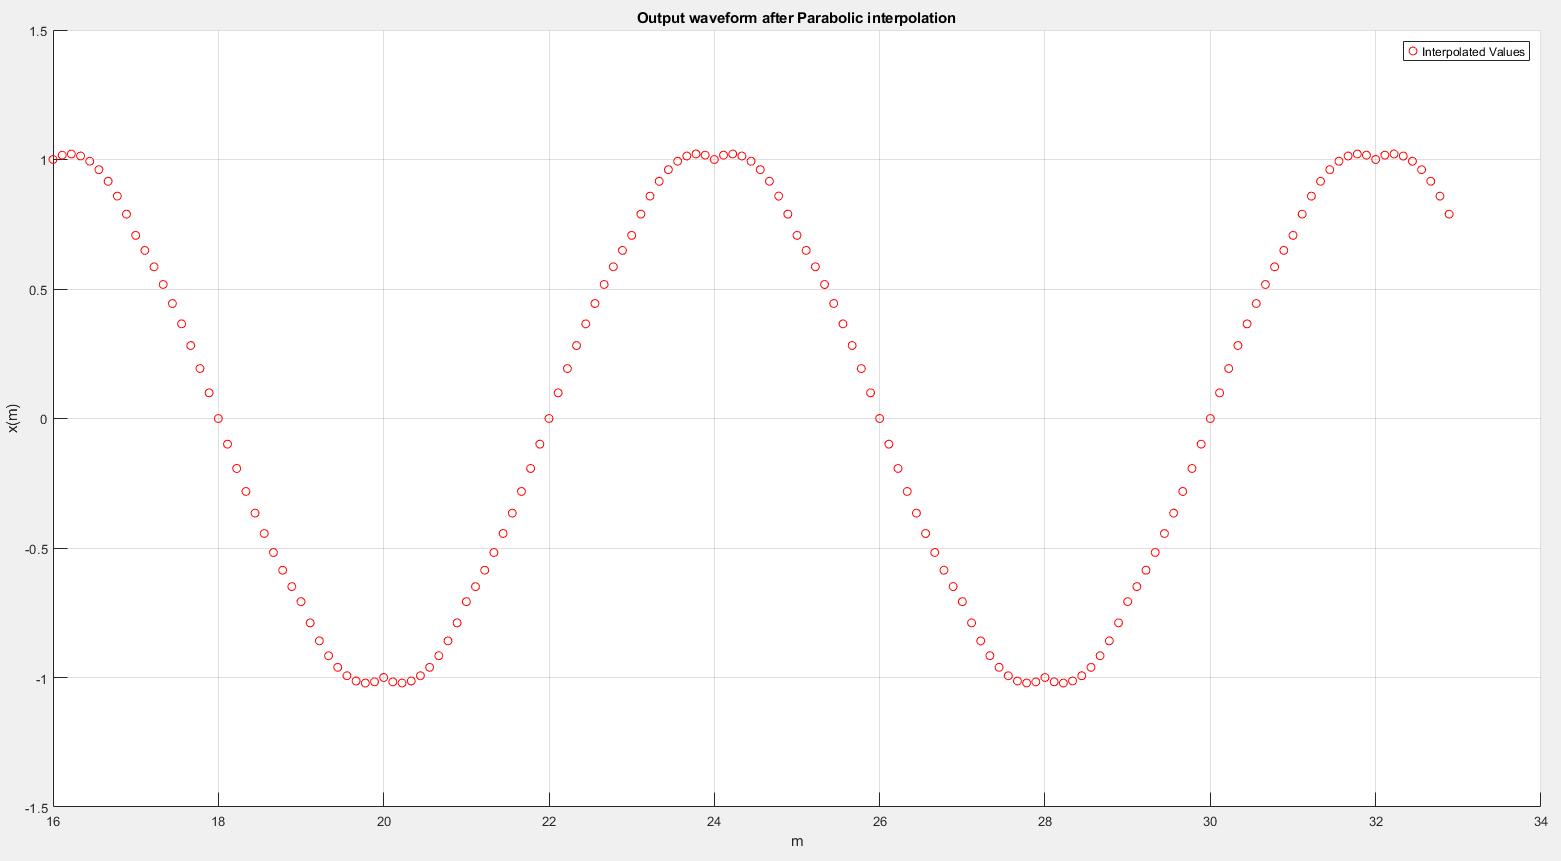 Output waveform after Parabolic interpolation
Interpolated Values
1.5
1
0.5
0
-0.5
-1
-1.5
x(m)
16 18 20 22 24 26 28 30 32 34
m